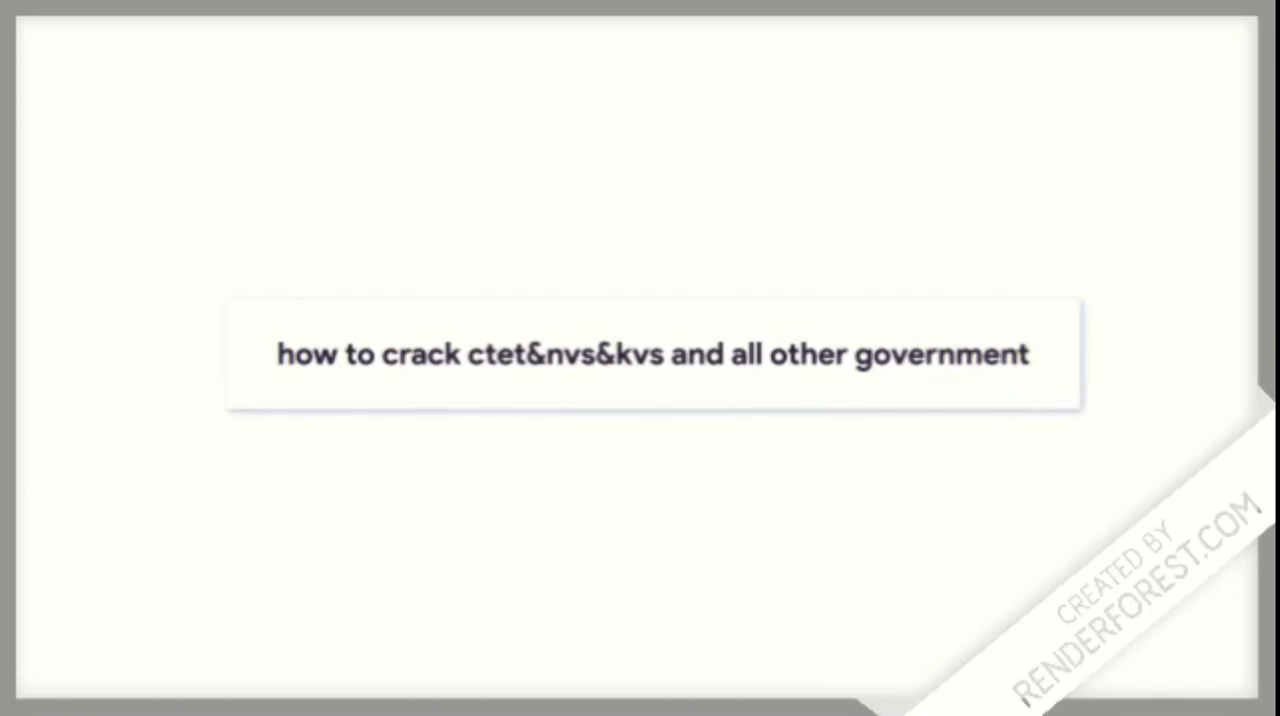 how to crack ctet&nvs&kvs and all other government
CREATED BY
RENDERFOREST.COM